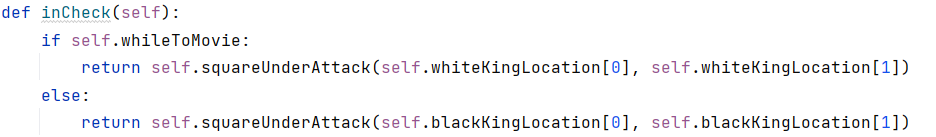 def inCheck(self):
if self.whileToMovie:
return self.squareUnderAttack(self.whiteKingLocation[0], self.whiteKingLocation[1])
else:
return self.squareUnderAttack(self.blackKingLocation[0], self.blackKingLocation[1])